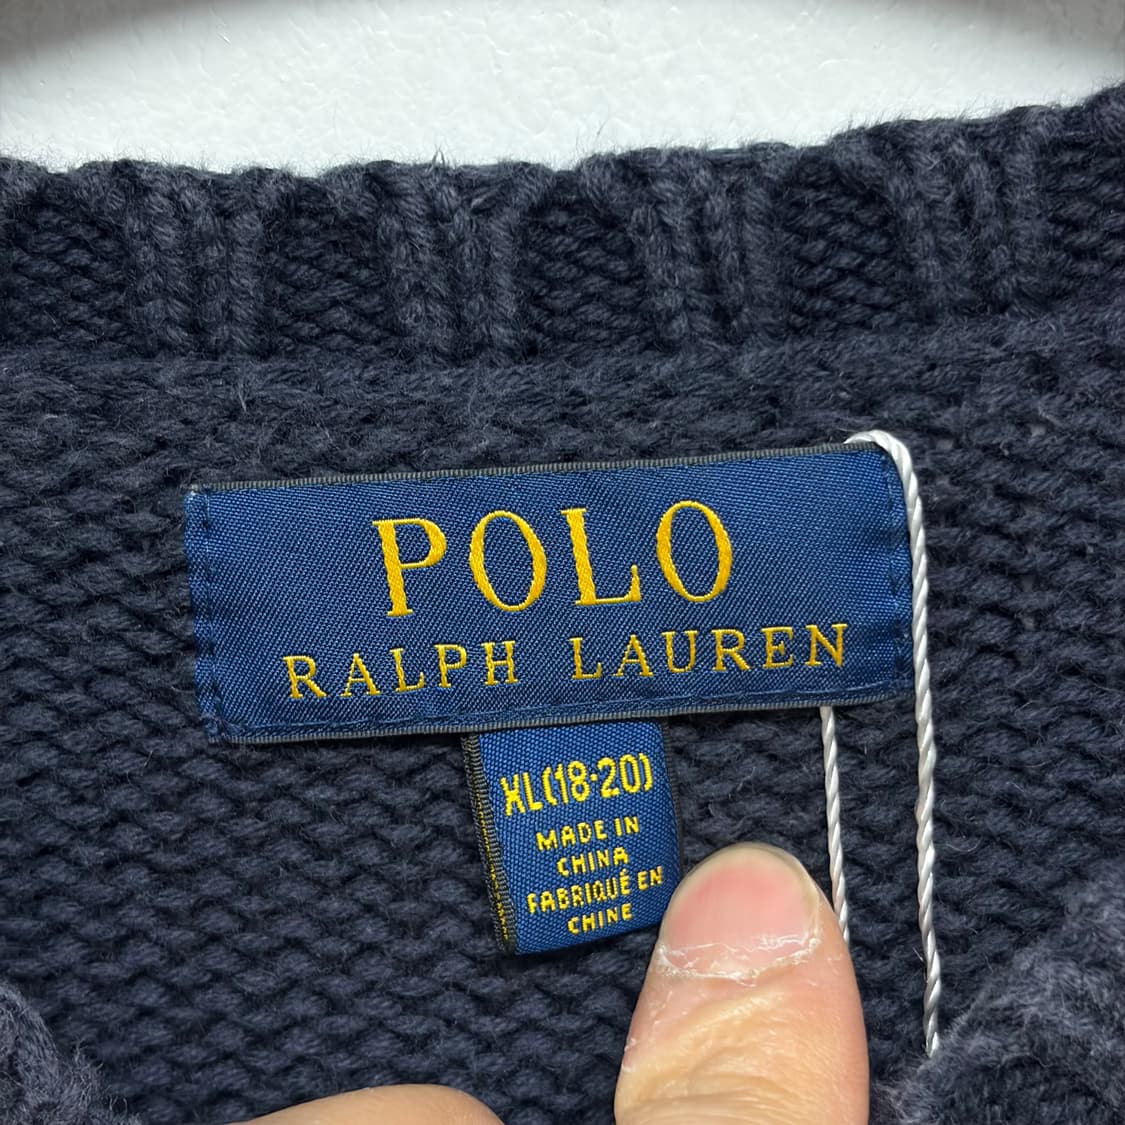 POLO
RALPH LAUREN
XL(18-20)
MADE IN
CHINA
FABRIQUÉ EN
CHINE